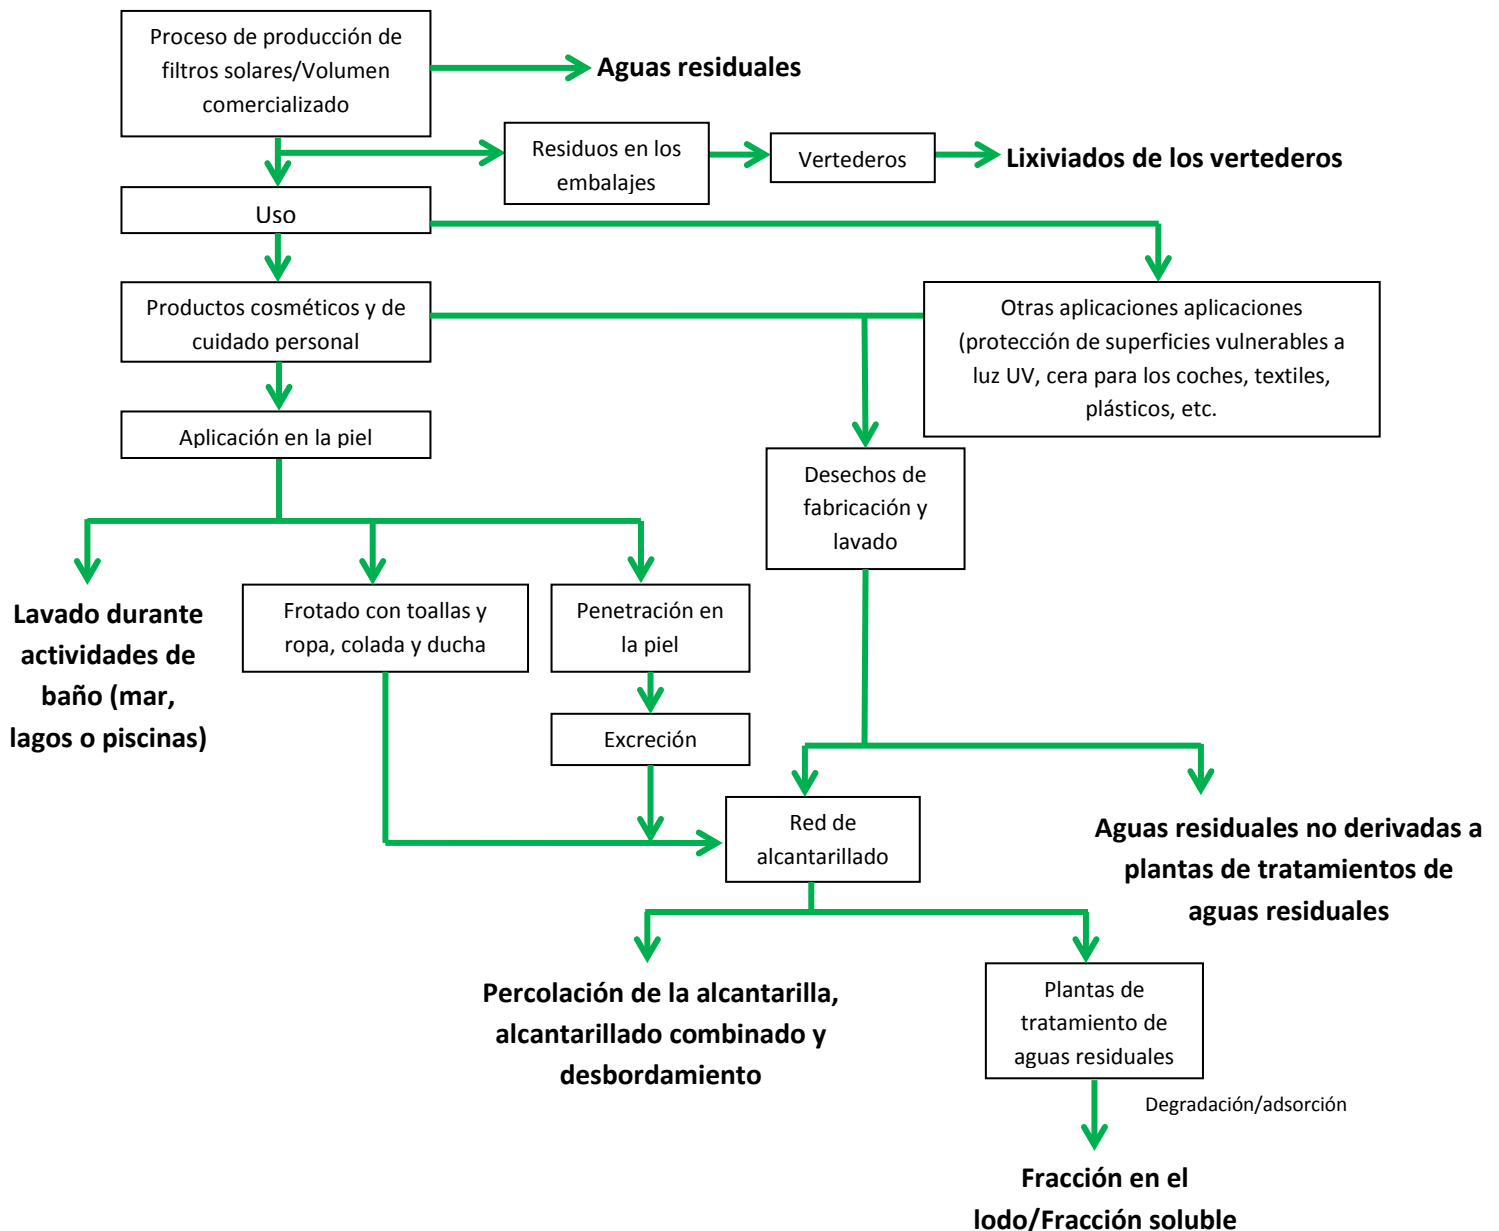 Proceso de producción de
filtros solares/Volumen
comercializado
Aguas residuales
Residuos en los
embalajes
Vertederos
Lixiviados de los vertederos
Uso
Productos cosméticos y de
cuidado personal
Otras aplicaciones aplicaciones
(protección de superficies vulnerables a
luz UV, cera para los coches, textiles,
plásticos, etc.
Aplicación en la piel
Desechos de
fabricación y
lavado
Lavado durante
actividades de
baño (mar,
lagos o piscinas)
Frotado con toallas y
ropa, colada y ducha
Penetración en
la piel
Excreción
Red de
alcantarillado
Aguas residuales no derivadas a
plantas de tratamientos de
aguas residuales
Percolación de la alcantarilla,
alcantarillado combinado y
desbordamiento
Plantas de
tratamiento de
aguas residuales
Degradación/adsorción
Fracción en el
lodo/Fracción soluble